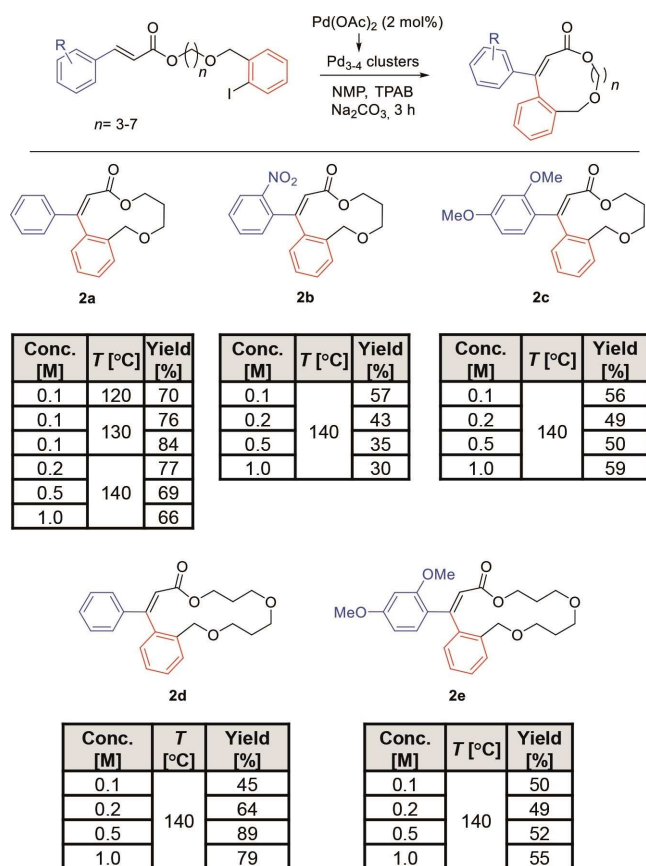 R
O
O
O
n
I
n= 3-7
Pd(OAc)2 (2 mol%)
Pd3-4 clusters
NMP, TPAB
Na2CO3, 3 h
R
O
O
n
O
O
O
O
2a
NO2
O
O
O
2b
OMe
MeO
O
O
O
2c
Conc. [M] T [°C] Yield [%]
0.1 120 70
0.1 130 76
0.1 84
0.2 140 77
0.5 69
1.0 66
Conc. [M] T [°C] Yield [%]
0.1 140 57
0.2 43
0.5 35
1.0 30
Conc. [M] T [°C] Yield [%]
0.1 140 56
0.2 49
0.5 50
1.0 59
O
O
O
O
2d
OMe
MeO
O
O
O
O
2e
Conc. [M] T [°C] Yield [%]
0.1 140 45
0.2 64
0.5 89
1.0 79
Conc. [M] T [°C] Yield [%]
0.1 140 50
0.2 49
0.5 52
1.0 55